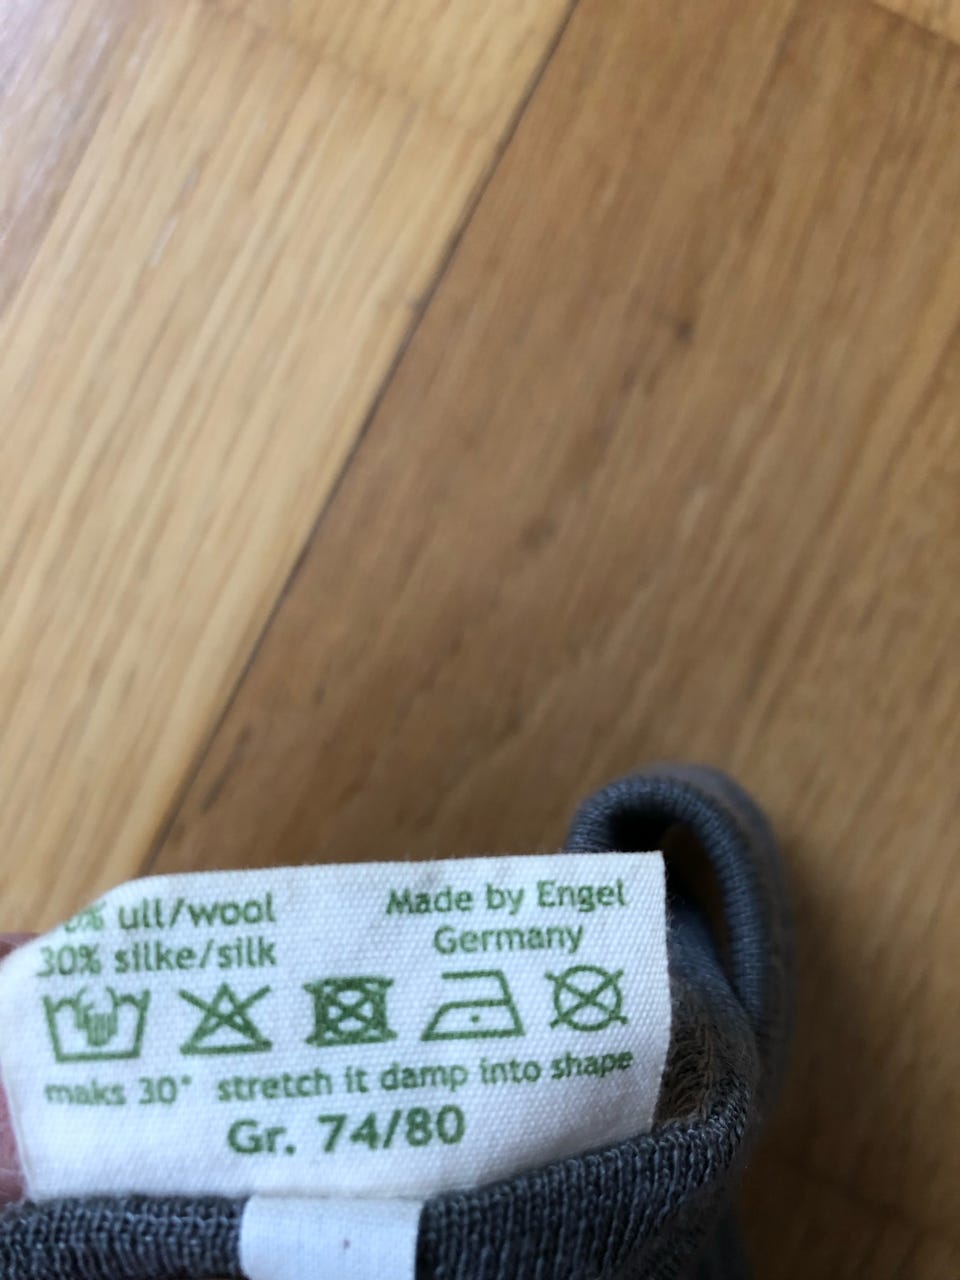 ull/wool
30% silke/silk
Made by Engel
Germany
maks 30° stretch it damp into shape
Gr. 74/80